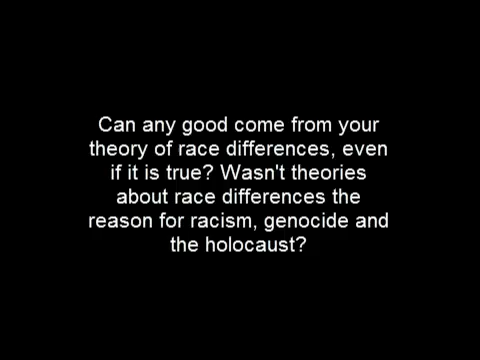 Can any good come from your
theory of race differences, even
if it is true? Wasn't theories
about race differences the
reason for racism, genocide and
the holocaust?